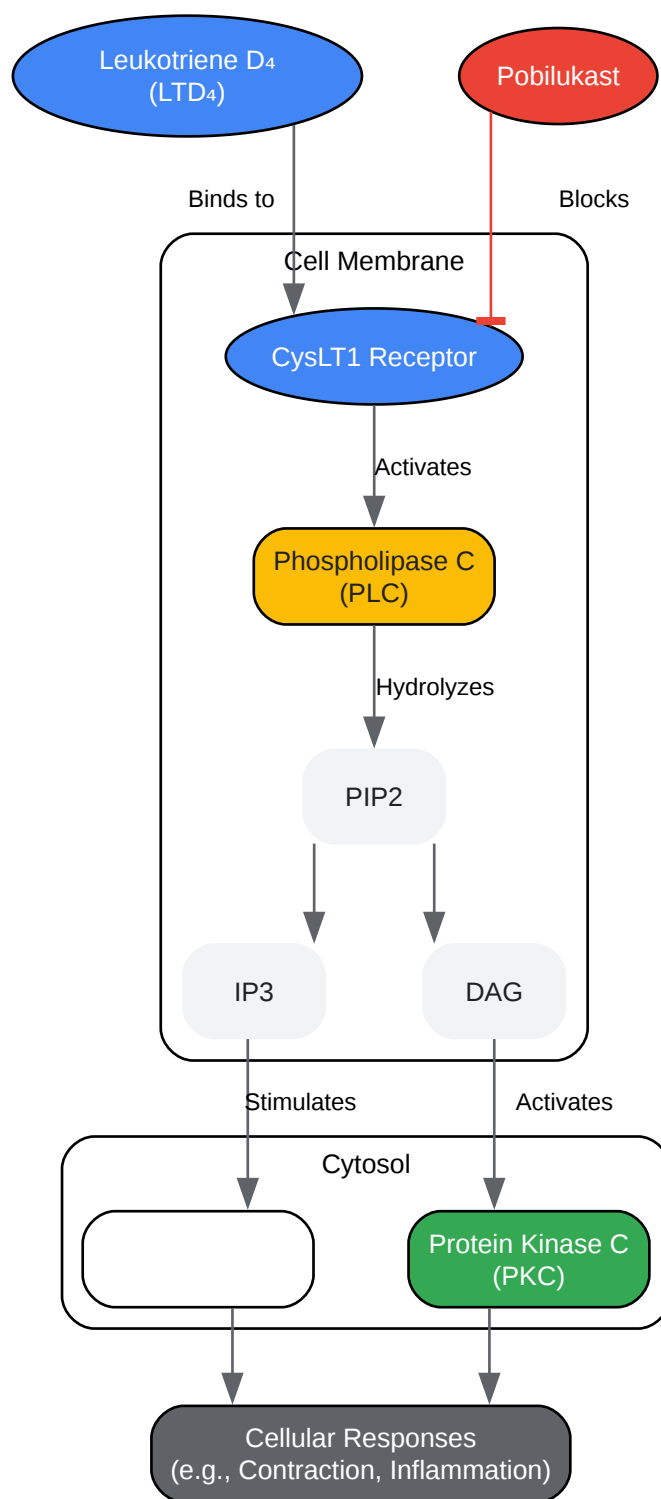 Leukotriene D₄
(LTD₄)
Pobilukast
Binds to
Blocks
Cell Membrane
CysLT1 Receptor
Activates
Phospholipase C
(PLC)
Hydrolyzes
PIP2
IP3
DAG
Stimulates
Activates
Cytosol
Protein Kinase C
(PKC)
Cellular Responses
(e.g., Contraction, Inflammation)